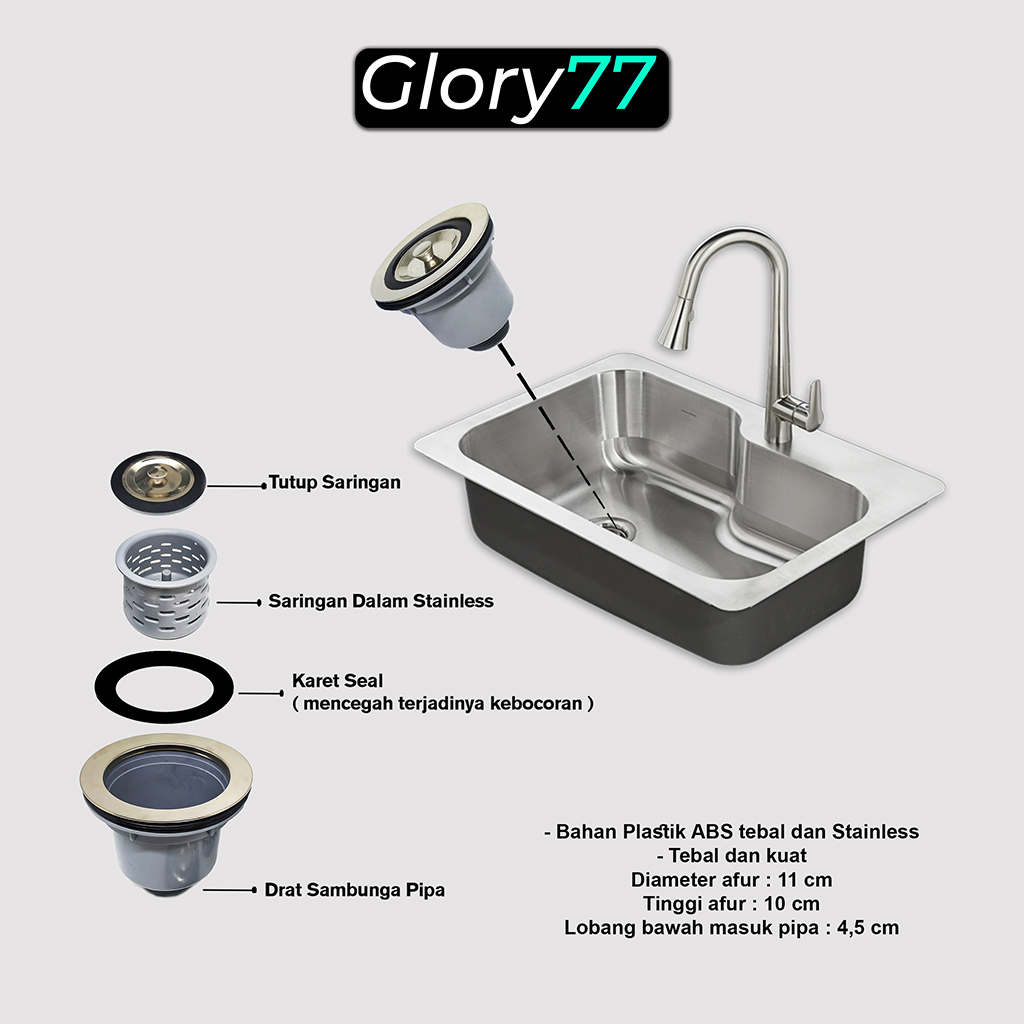 Glory77
Tutup Saringan
Saringan Dalam Stainless
Karet Seal
( mencegah terjadinya kebocoran )
Drat Sambunga Pipa
- Bahan Plastik ABS tebal dan Stainless
- Tebal dan kuat
Diameter afur : 11 cm
Tinggi afur : 10 cm
Lobang bawah masuk pipa : 4,5 cm